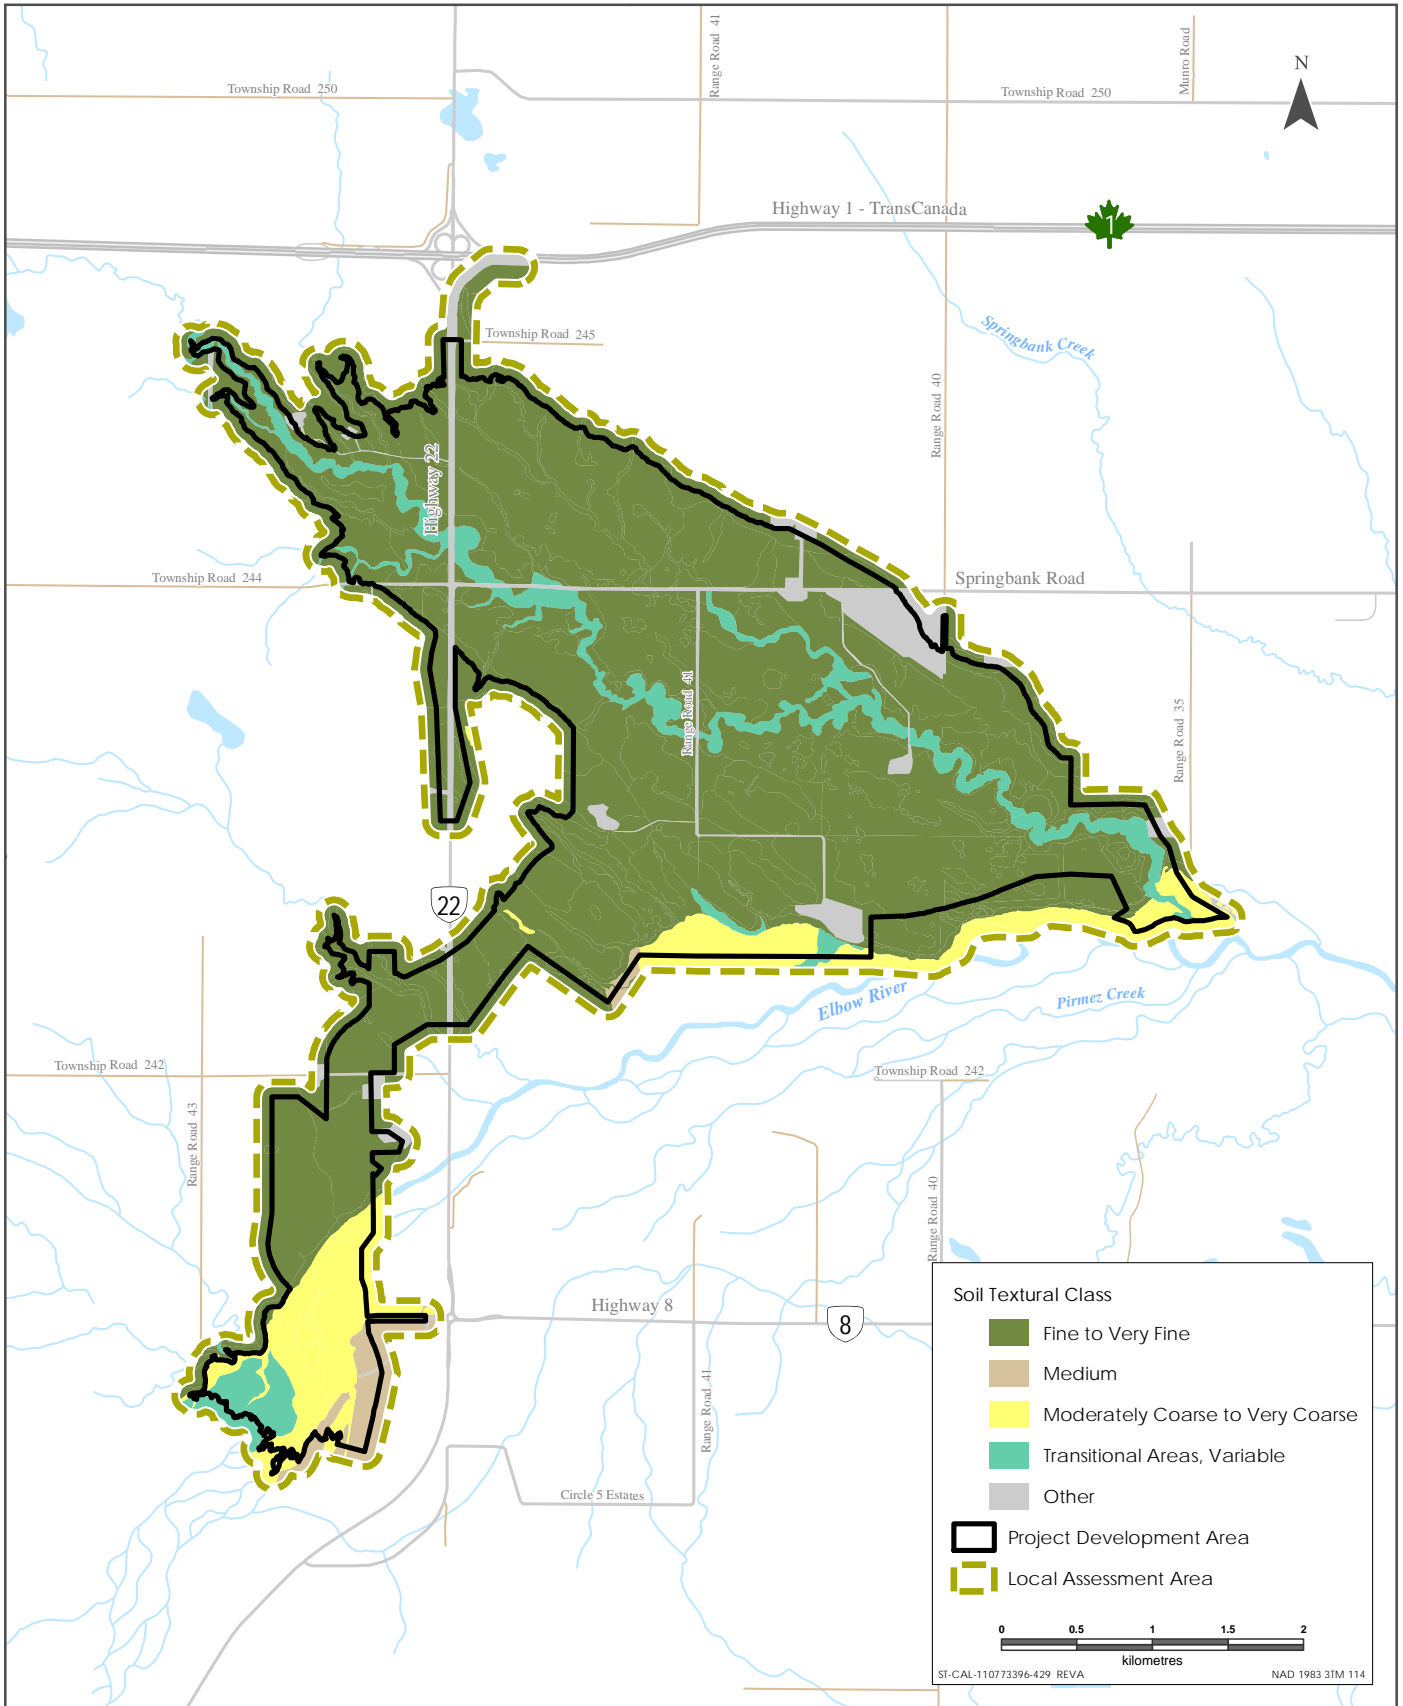 Range Road 41
Munro Road
N
Township Road 250
Township Road 250
Highway 1 - TransCanada
1
Springbank Creek
Township Road 245
Range Road 40
Highway 22
Township Road 244
Springbank Road
Range Road 41
Range Road 35
22
Elbow River
Pirmez Creek
Township Road 242
Township Road 242
Range Road 43
Range Road 40
Highway 8
8
Range Road 41
Circle 5 Estates
Soil Textural Class
Fine to Very Fine
Medium
Moderately Coarse to Very Coarse
Transitional Areas, Variable
Other
Project Development Area
Local Assessment Area
0 0.5 1 1.5 2
kilometres
ST-CAL-110773396-429 REVA
NAD 1983 3TM 114